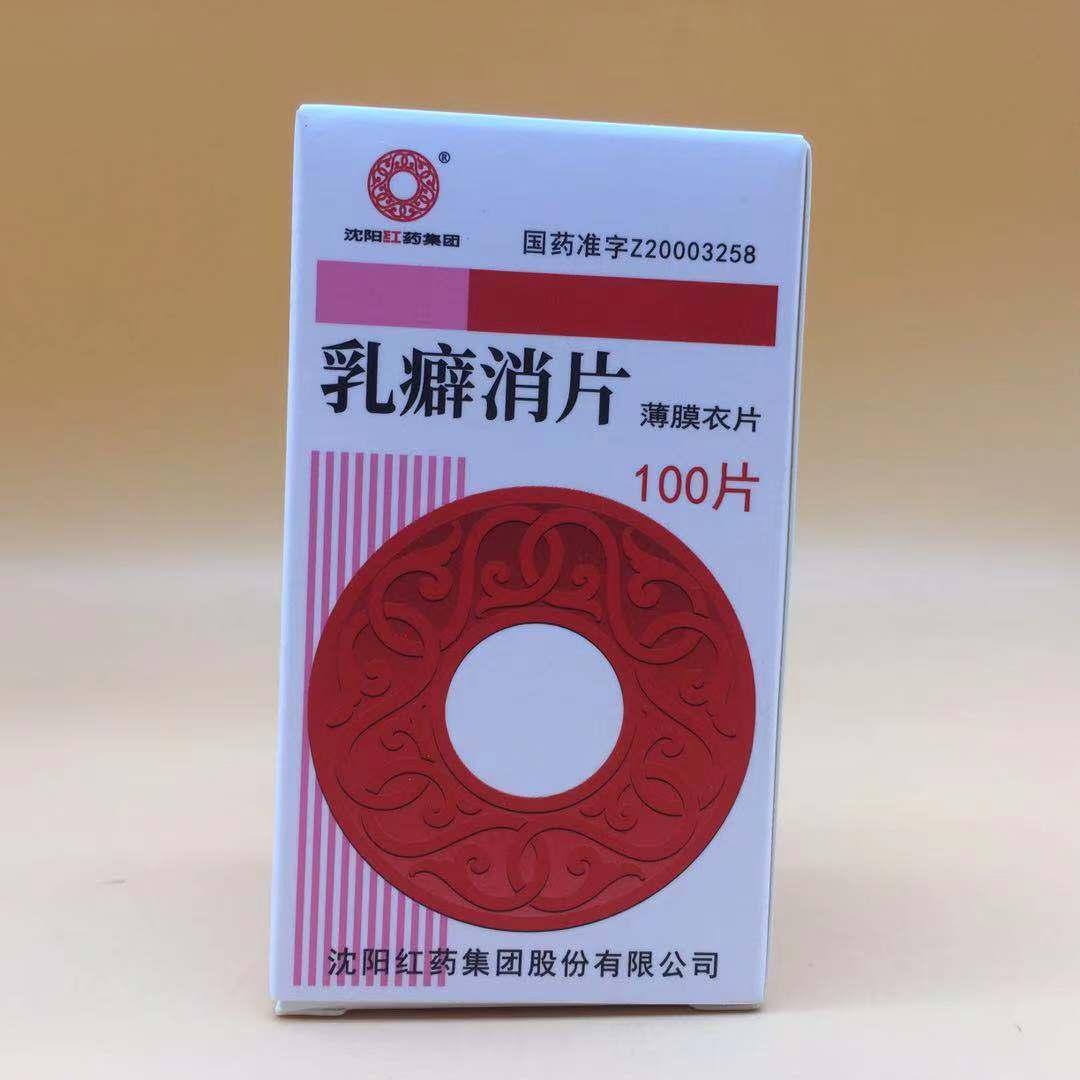 ®
沈阳红药集团
国药准字Z20003258
乳癖消片
薄膜衣片
100片
沈阳红药集团股份有限公司